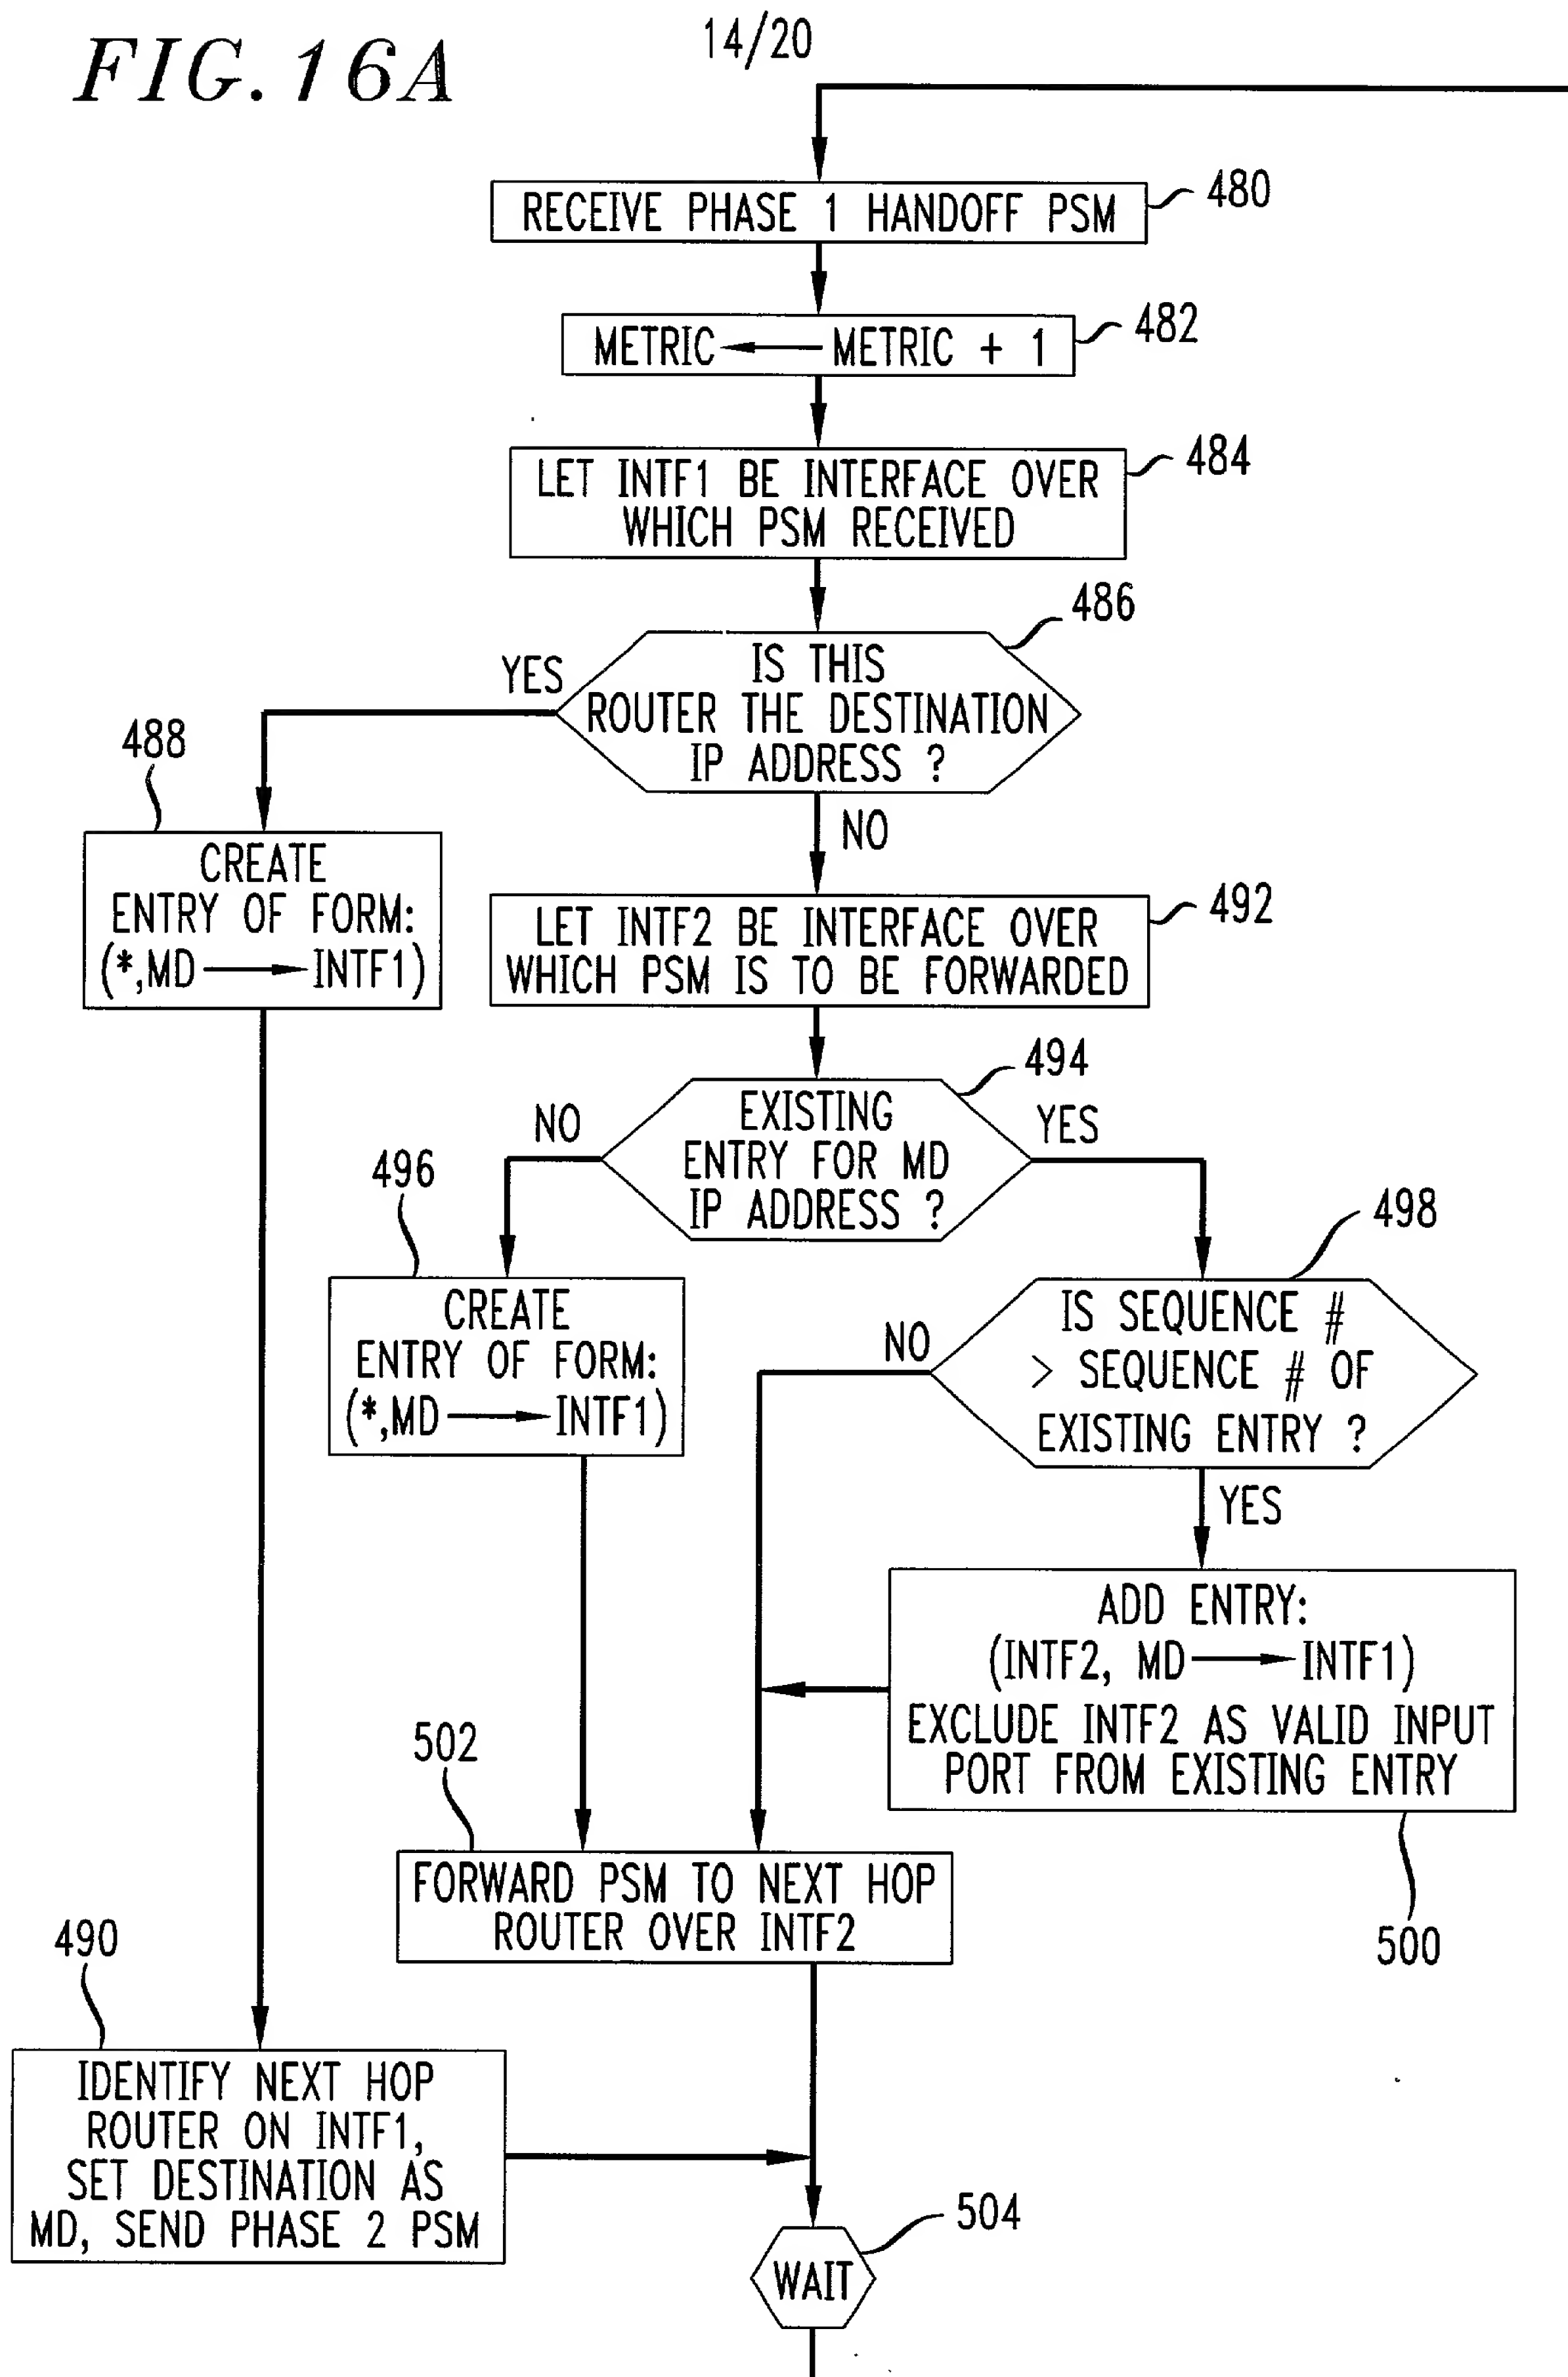 FIG. 16A
14/20
RECEIVE PHASE 1 HANDOFF PSM
480
METRIC ← METRIC + 1
482
LET INTF1 BE INTERFACE OVER
WHICH PSM RECEIVED
484
IS THIS
ROUTER THE DESTINATION
IP ADDRESS ?
486
YES
NO
488
CREATE
ENTRY OF FORM:
(*,MD → INTF1)
LET INTF2 BE INTERFACE OVER
WHICH PSM IS TO BE FORWARDED
492
EXISTING
ENTRY FOR MD
IP ADDRESS ?
494
NO
YES
496
CREATE
ENTRY OF FORM:
(*,MD → INTF1)
498
IS SEQUENCE #
> SEQUENCE # OF
EXISTING ENTRY ?
NO
YES
ADD ENTRY:
(INTF2, MD → INTF1)
EXCLUDE INTF2 AS VALID INPUT
PORT FROM EXISTING ENTRY
500
502
FORWARD PSM TO NEXT HOP
ROUTER OVER INTF2
490
IDENTIFY NEXT HOP
ROUTER ON INTF1,
SET DESTINATION AS
MD, SEND PHASE 2 PSM
504
WAIT